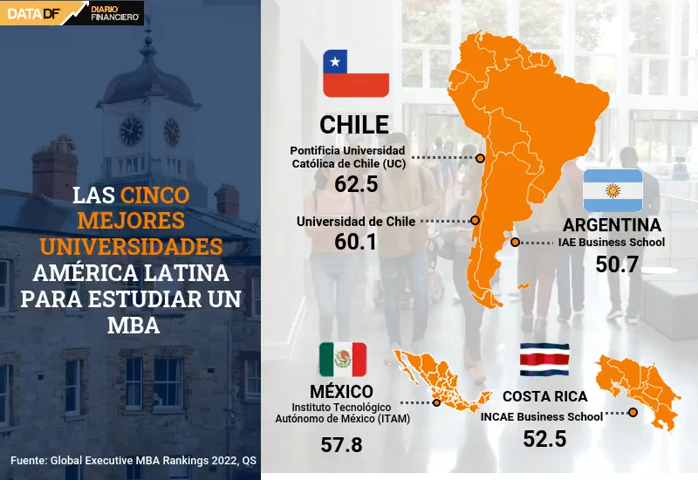 DATA DF
DIARIO
FINANCIERO
LAS CINCO
MEJORES
UNIVERSIDADES
AMÉRICA LATINA
PARA ESTUDIAR UN
MBA
Fuente: Global Executive MBA Rankings 2022, QS
CHILE
Pontificia Universidad
Católica de Chile (UC)
62.5
Universidad de Chile
60.1
ARGENTINA
IAE Business School
50.7
MÉXICO
Instituto Tecnológico
Autónomo de México (ITAM)
57.8
COSTA RICA
INCAE Business School
52.5